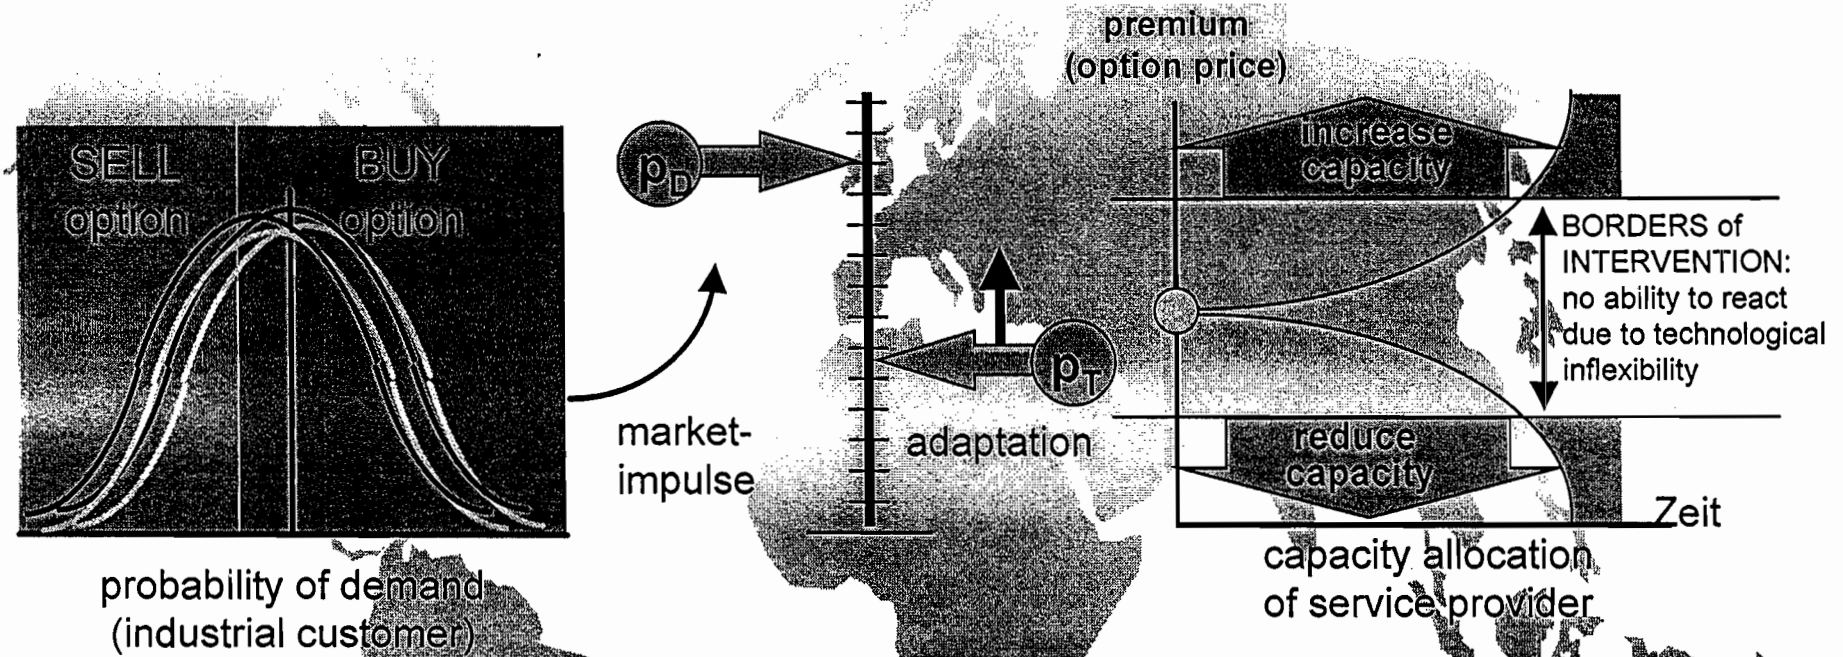 SELL
option
BUY
option
probability of demand
(industrial customer)
market-
impulse
pD
pT
adaptation
premium
(option price)
increase
capacity
BORDERS of
INTERVENTION:
no ability to react
due to technological
inflexibility
reduce
capacity
Zeit
capacity allocation
of service provider